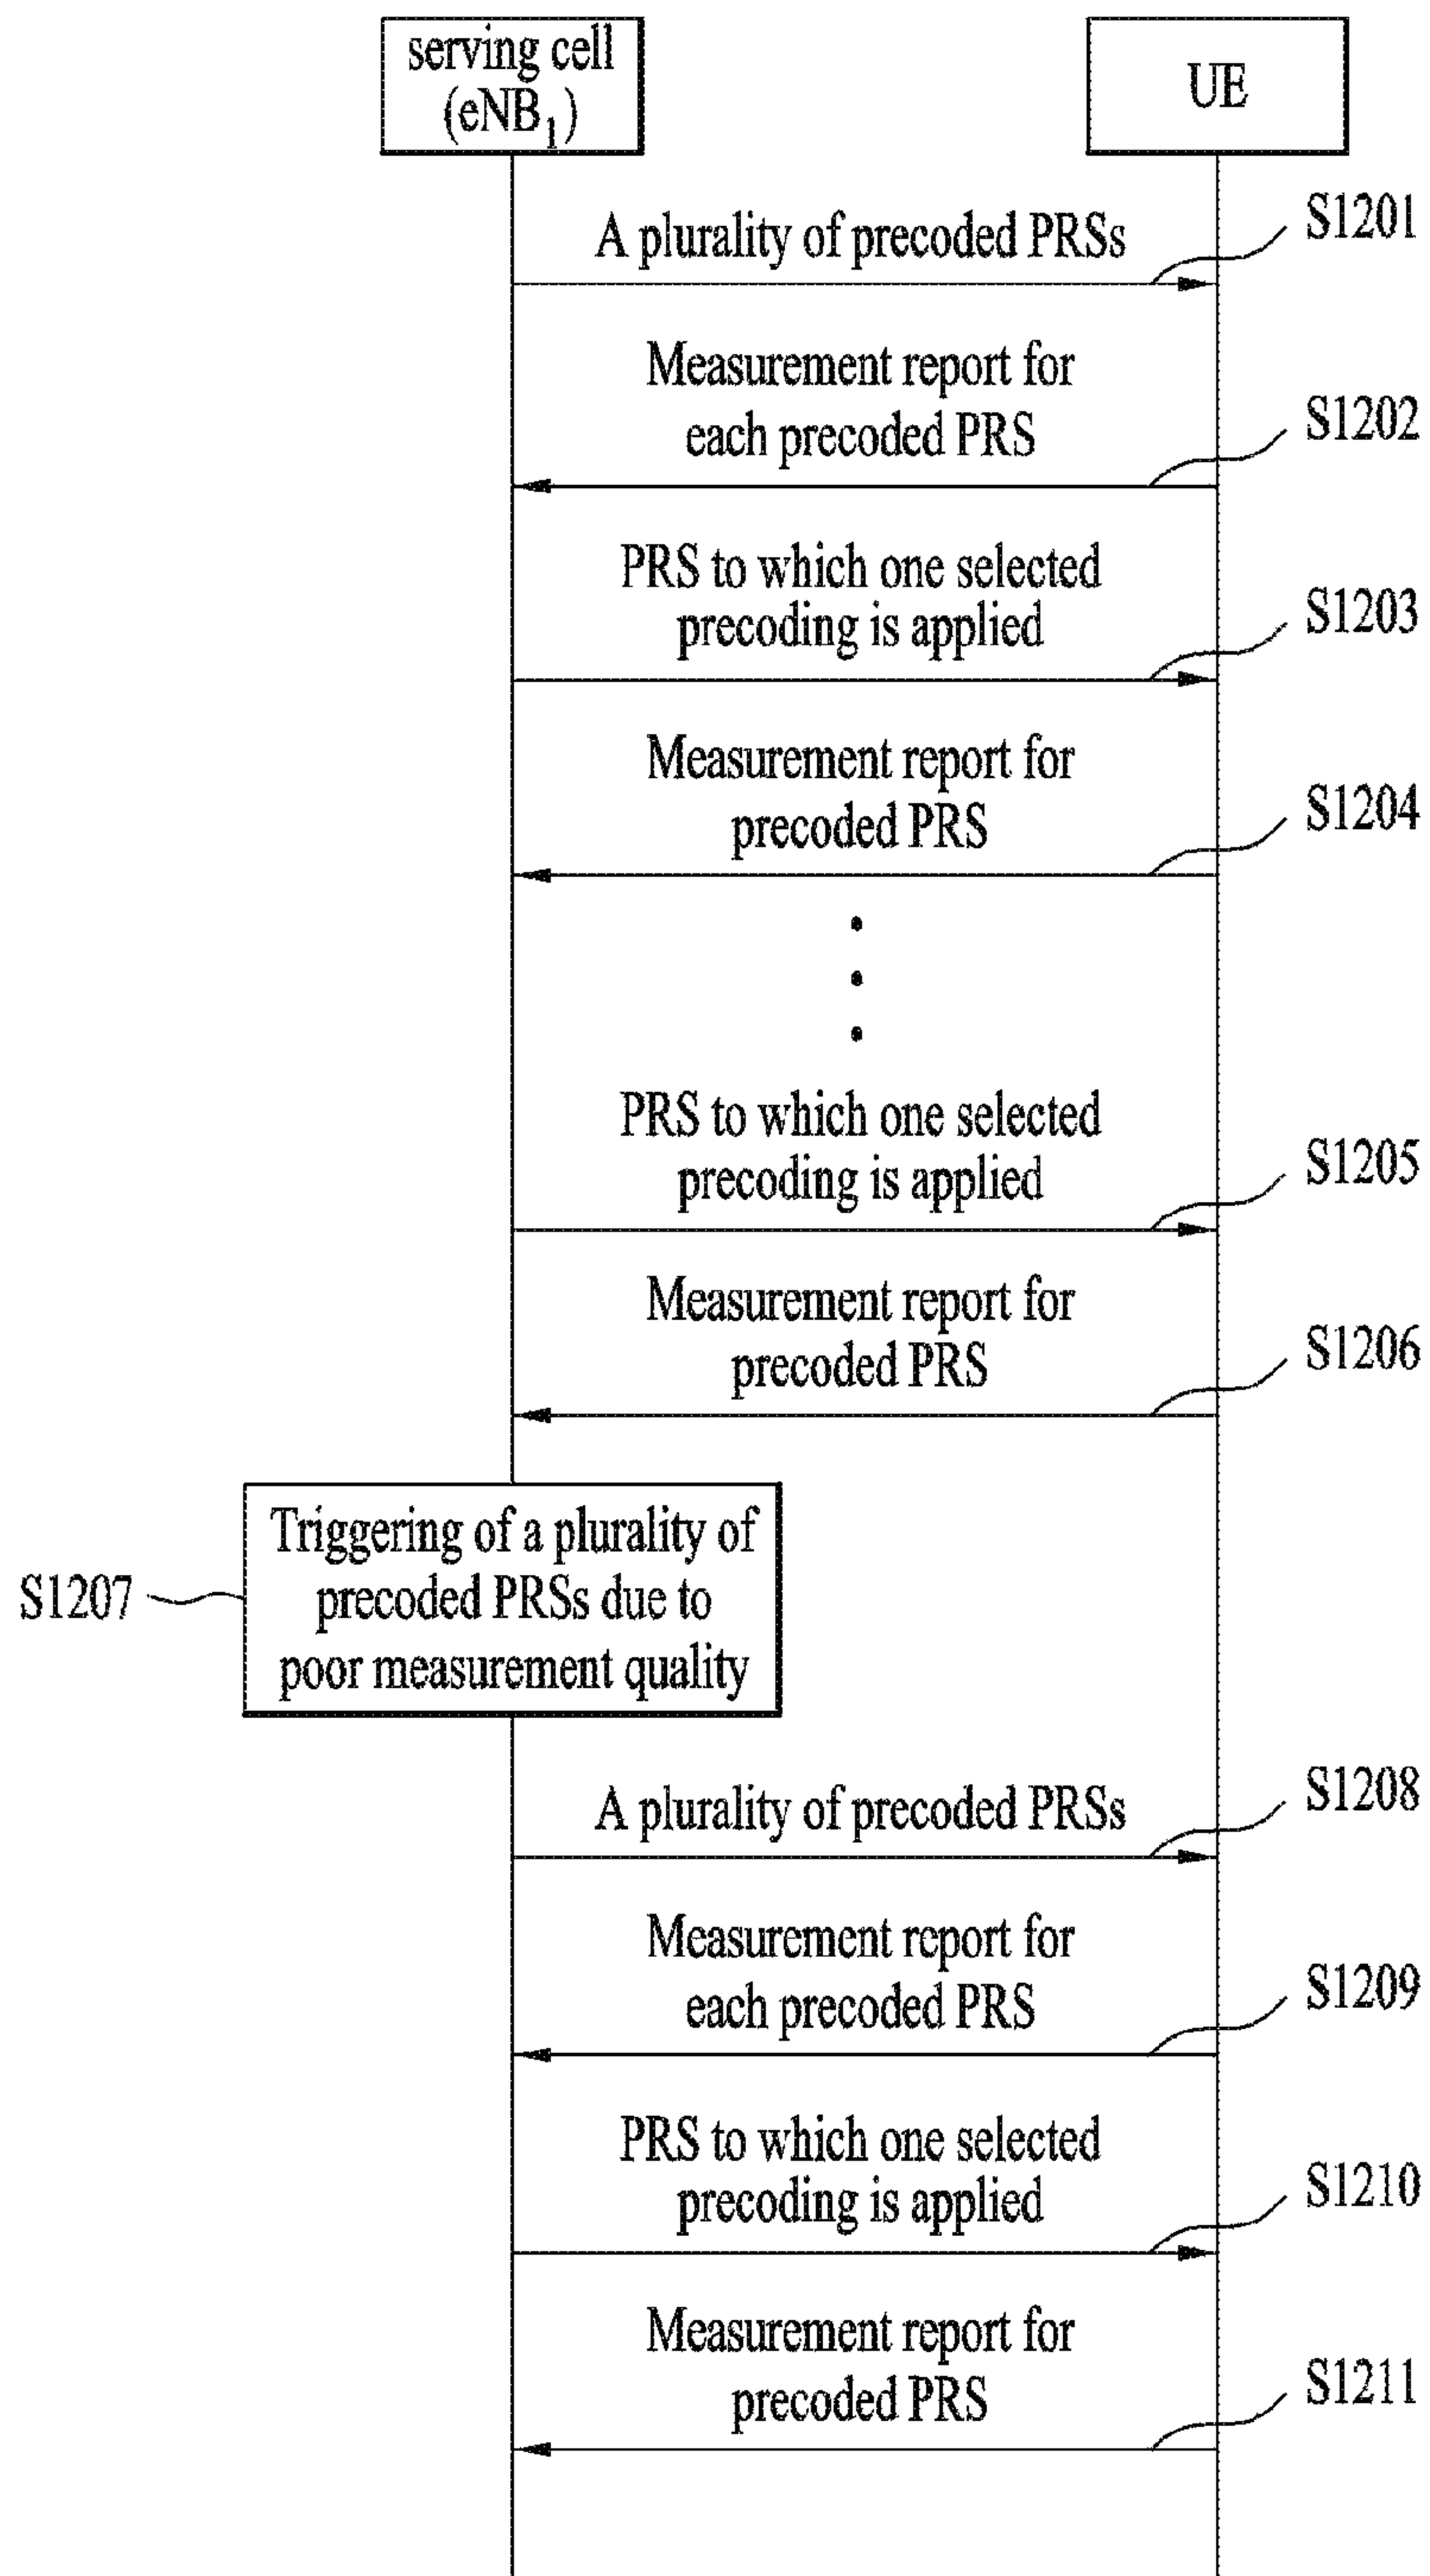 serving cell
(eNB1)
UE
A plurality of precoded PRSs
S1201
Measurement report for
each precoded PRS
S1202
PRS to which one selected
precoding is applied
S1203
Measurement report for
precoded PRS
S1204
PRS to which one selected
precoding is applied
S1205
Measurement report for
precoded PRS
S1206
Triggering of a plurality of
precoded PRSs due to
poor measurement quality
S1207
A plurality of precoded PRSs
S1208
Measurement report for
each precoded PRS
S1209
PRS to which one selected
precoding is applied
S1210
Measurement report for
precoded PRS
S1211